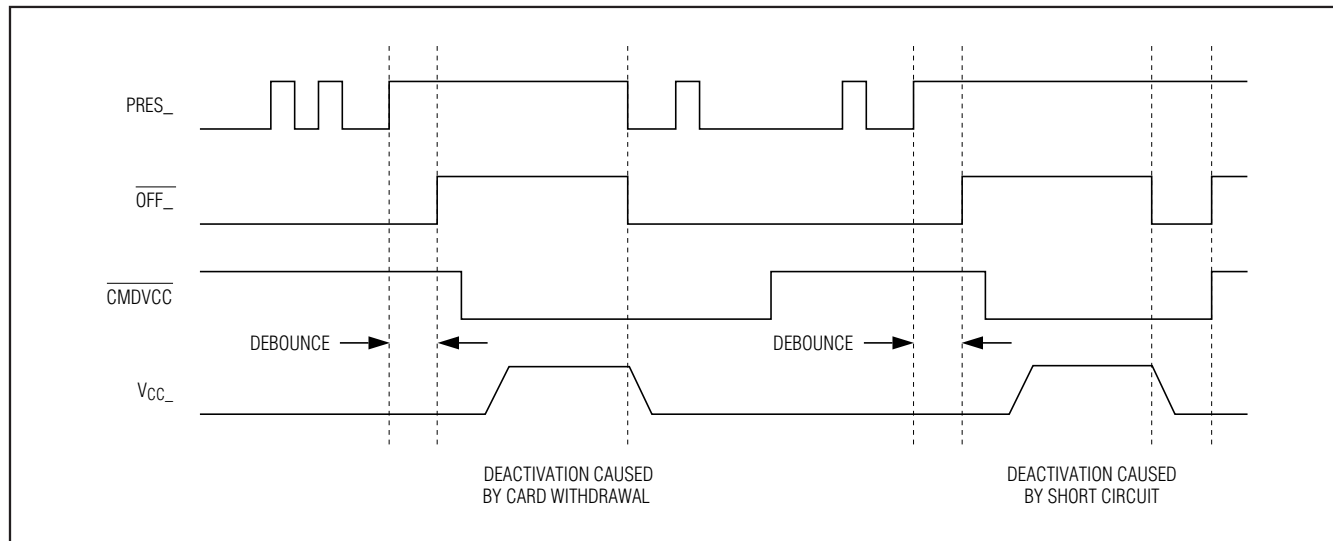 PRES_
OFF_
CMDVCC
DEBOUNCE
DEBOUNCE
VCC_
DEACTIVATION CAUSED
BY CARD WITHDRAWAL
DEACTIVATION CAUSED
BY SHORT CIRCUIT